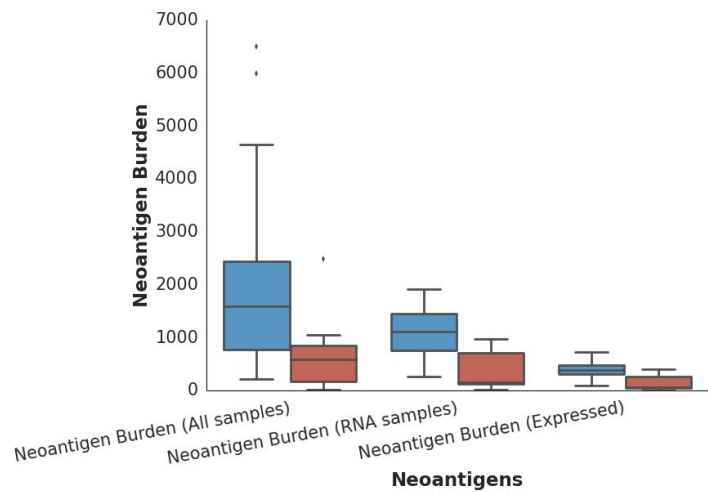 7000
6000
5000
4000
3000
2000
1000
0
Neoantigen Burden
Neoantigen Burden (All samples)
Neoantigen Burden (RNA samples)
Neoantigen Burden (Expressed)
Neoantigens